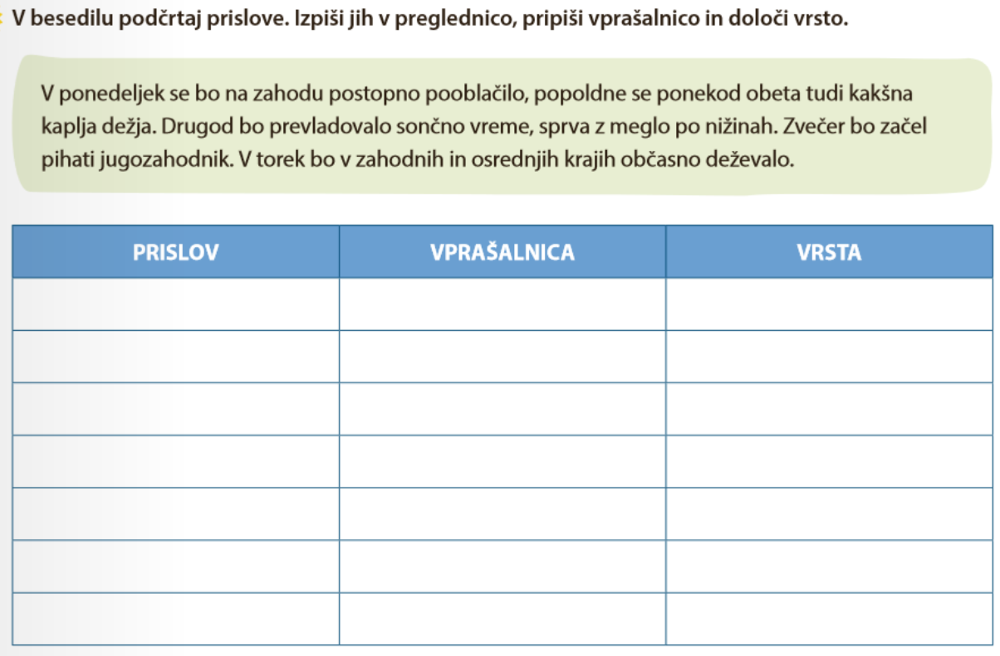 V besedilu podčrtaj prislove. Izpiši jih v preglednico, pripiši vprašalnico in določi vrsto.
V ponedeljek se bo na zahodu postopno pooblačilo, popoldne se ponekod obeta tudi kakšna
kaplja dežja. Drugod bo prevladovalo sončno vreme, sprva z meglo po nižinah. Zvečer bo začel
pihati jugozahodnik. V torek bo v zahodnih in osrednjih krajih občasno deževalo.
PRISLOV VPRAŠALNICA VRSTA